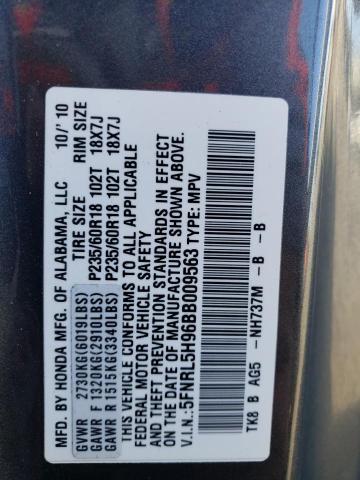 MFD. BY HONDA MFG. OF ALABAMA, LLC 10/'10
TIRE SIZE RIM SIZE
GVWR 2730KG(6019LBS)
GAWR F 1320KG(2910LBS) P235/60R18 102T 18X7J
GAWR R 1515KG(3340LBS) P235/60R18 102T 18X7J
THIS VEHICLE CONFORMS TO ALL APPLICABLE
FEDERAL MOTOR VEHICLE SAFETY
AND THEFT PREVENTION STANDARDS IN EFFECT
ON THE DATE OF MANUFACTURE SHOWN ABOVE.
V.I.N.: 5FNRL5H96BB009563 TYPE: MPV
TK8 B AG5 - NH737M - B - B